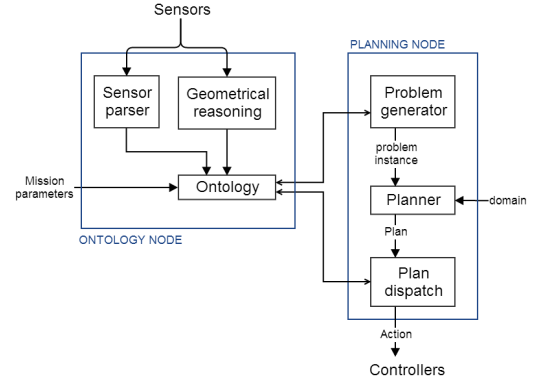 Sensors
PLANNING NODE
Sensor
parser
Geometrical
reasoning
Problem
generator
problem
instance
Mission
parameters
Ontology
Planner
domain
ONTOLOGY NODE
Plan
Plan
dispatch
Action
Controllers